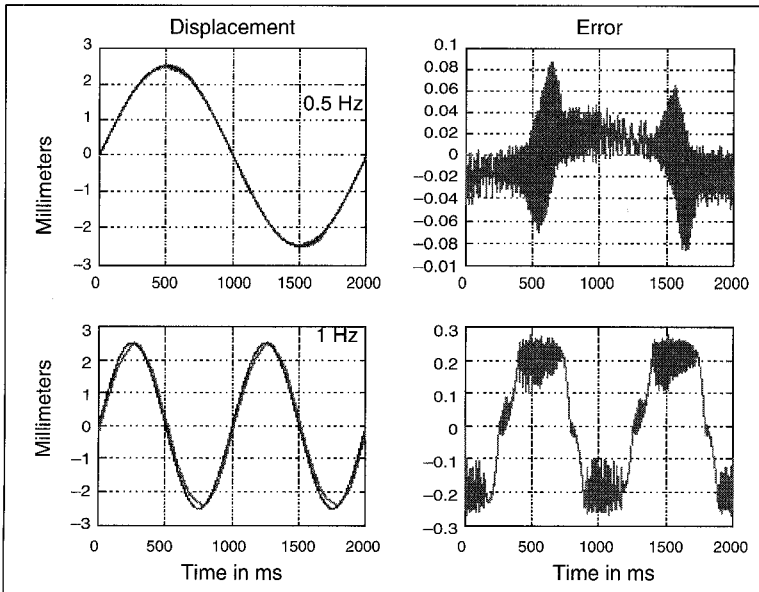 Displacement
Error
Millimeters
3
2
1
0
−1
−2
−3
0.5 Hz
0 500 1000 1500 2000
0.1
0.08
0.06
0.04
0.02
0
−0.02
−0.04
−0.06
−0.08
−0.01
0 500 1000 1500 2000
Millimeters
3
2
1
0
−1
−2
−3
1 Hz
0 500 1000 1500 2000
Time in ms
0.3
0.2
0.1
0
−0.1
−0.2
−0.3
0 500 1000 1500 2000
Time in ms